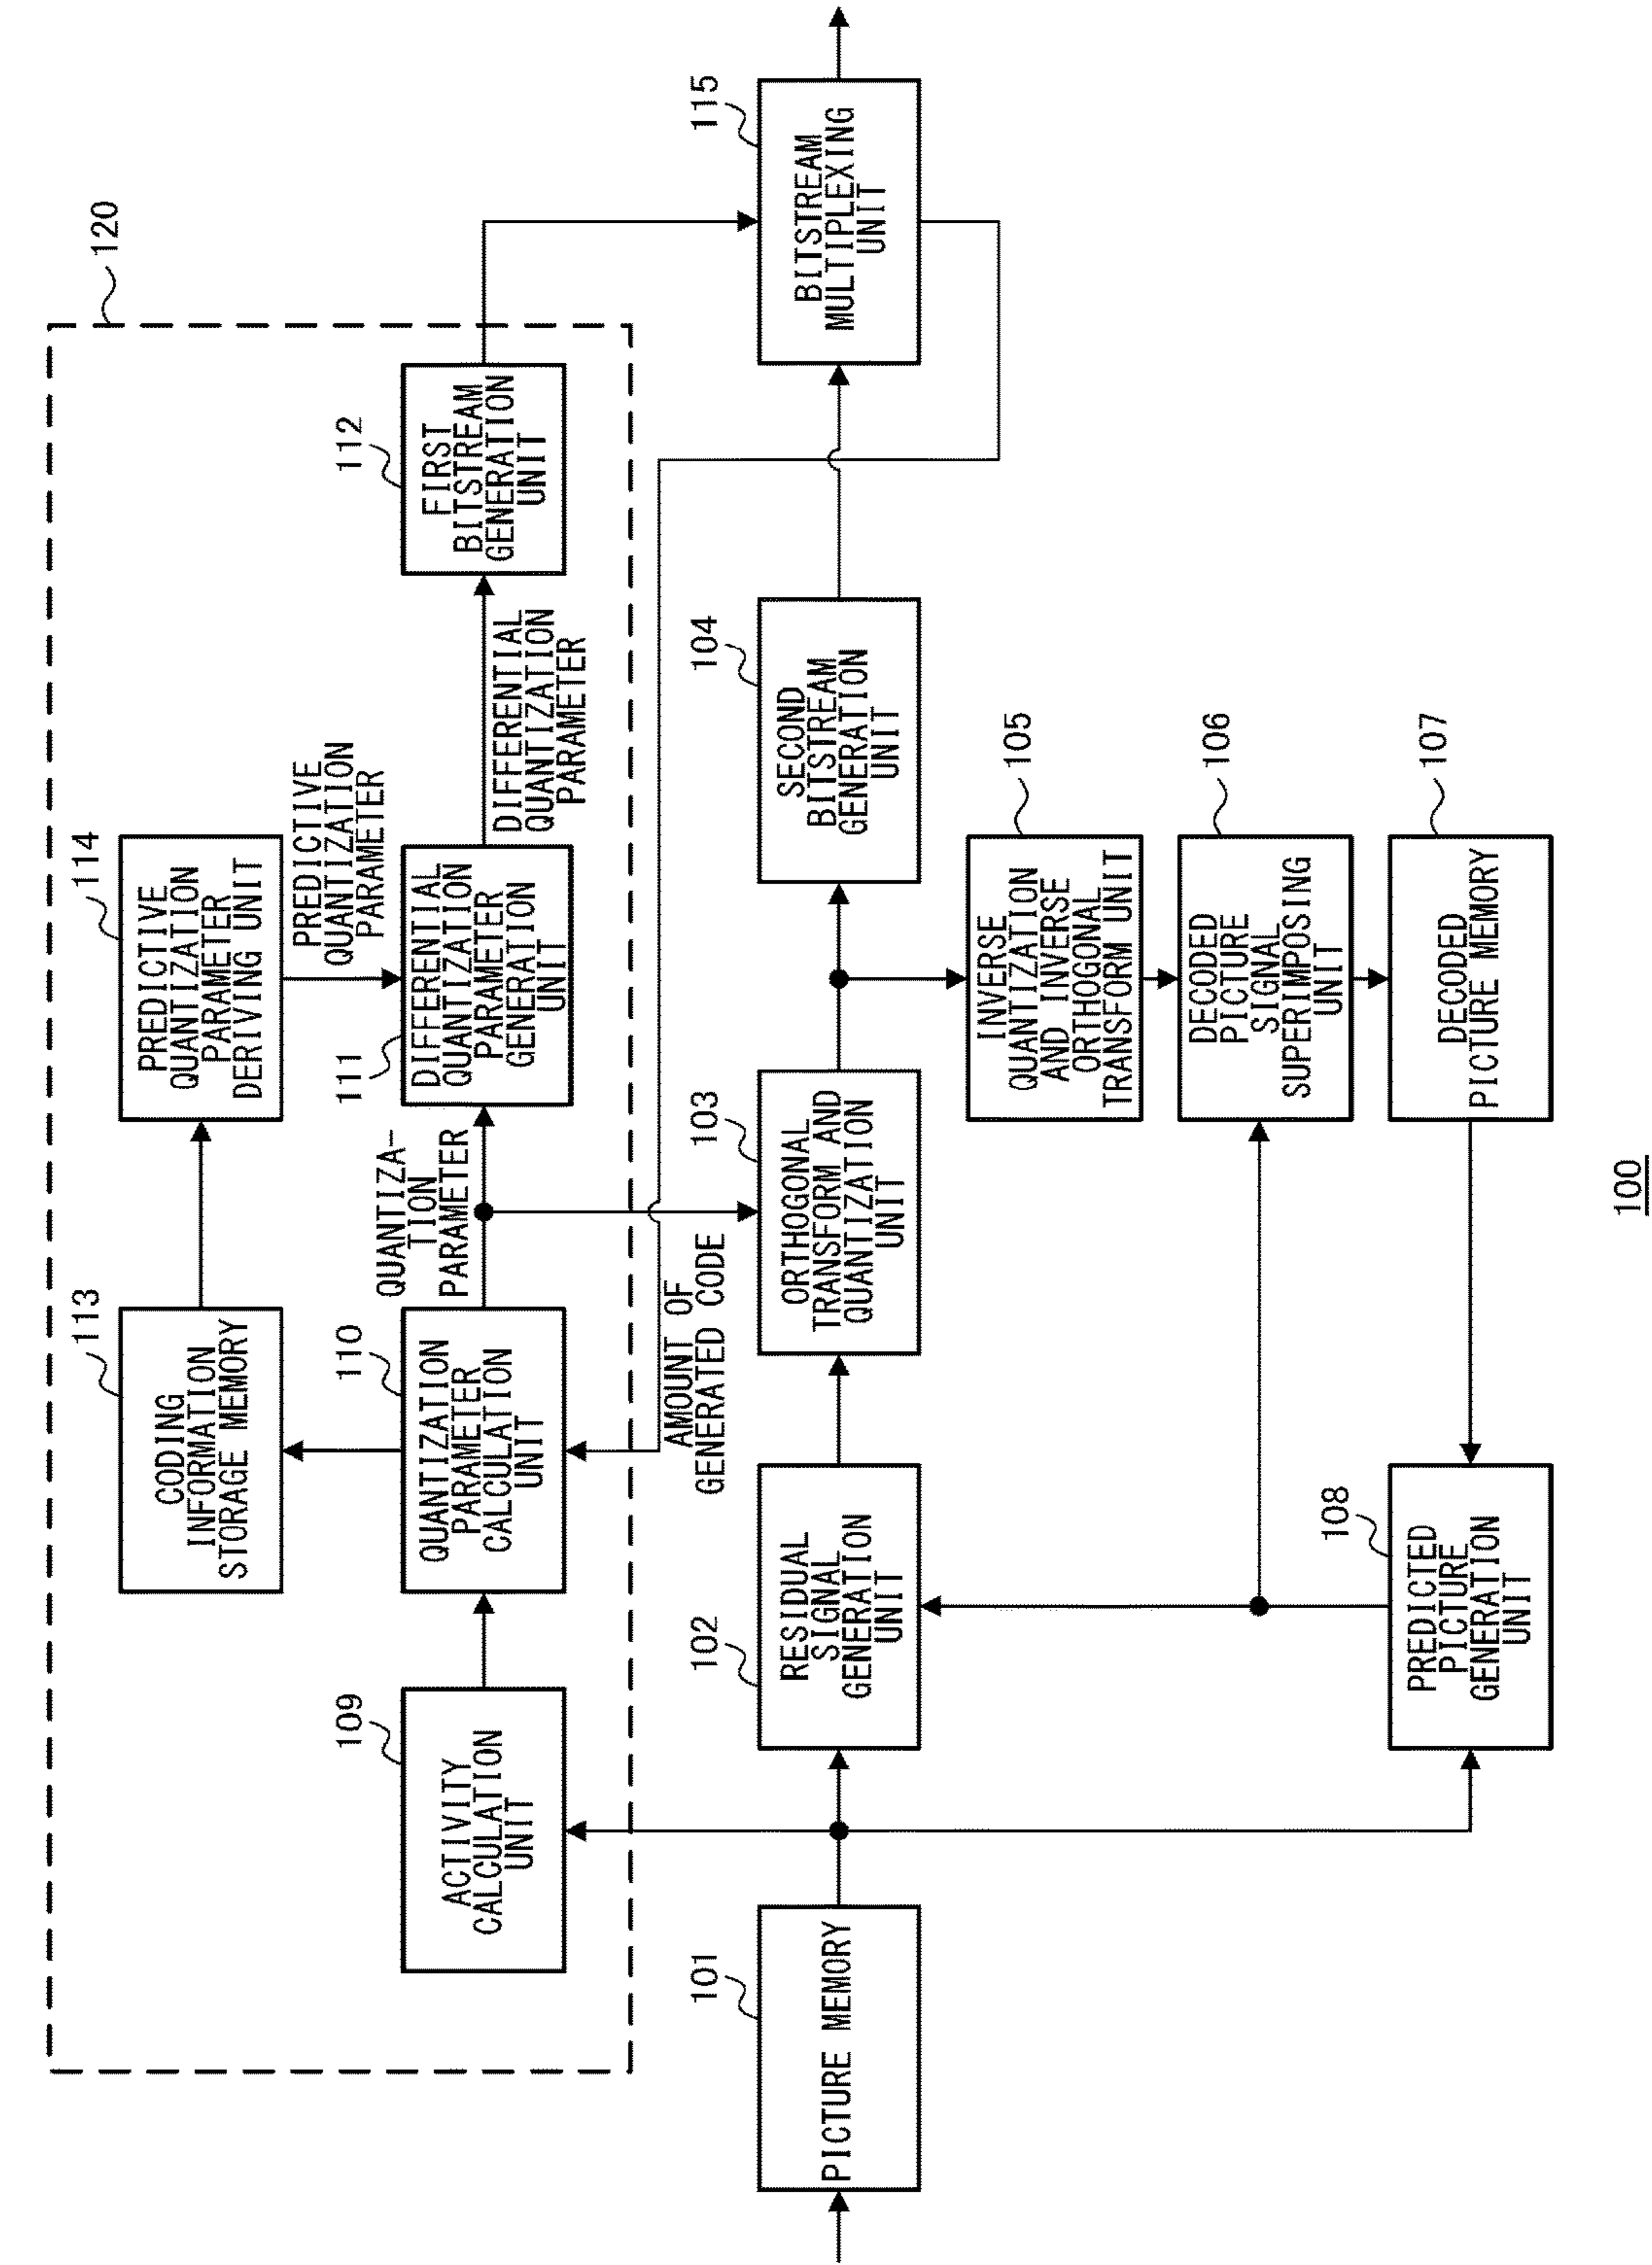 120
113
CODING
INFORMATION
STORAGE MEMORY
114
PREDICTIVE
QUANTIZATION
PARAMETER
DERIVING UNIT
PREDICTIVE
QUANTIZATION
PARAMETER
109
ACTIVITY
CALCULATION
UNIT
110
QUANTIZATION
PARAMETER
CALCULATION
UNIT
QUANTIZA-
TION
PARAMETER
111
DIFFERENTIAL
QUANTIZATION
PARAMETER
GENERATION
UNIT
DIFFERENTIAL
QUANTIZATION
PARAMETER
112
FIRST
BITSTREAM
GENERATION
UNIT
AMOUNT OF
GENERATED CODE
101
PICTURE MEMORY
102
RESIDUAL
SIGNAL
GENERATION
UNIT
103
ORTHOGONAL
TRANSFORM AND
QUANTIZATION
UNIT
104
SECOND
BITSTREAM
GENERATION
UNIT
115
BITSTREAM
MULTIPLEXING
UNIT
105
INVERSE
QUANTIZATION
AND INVERSE
ORTHOGONAL
TRANSFORM UNIT
106
DECODED
PICTURE
SIGNAL
SUPERIMPOSING
UNIT
108
PREDICTED
PICTURE
GENERATION
UNIT
107
DECODED
PICTURE MEMORY
100